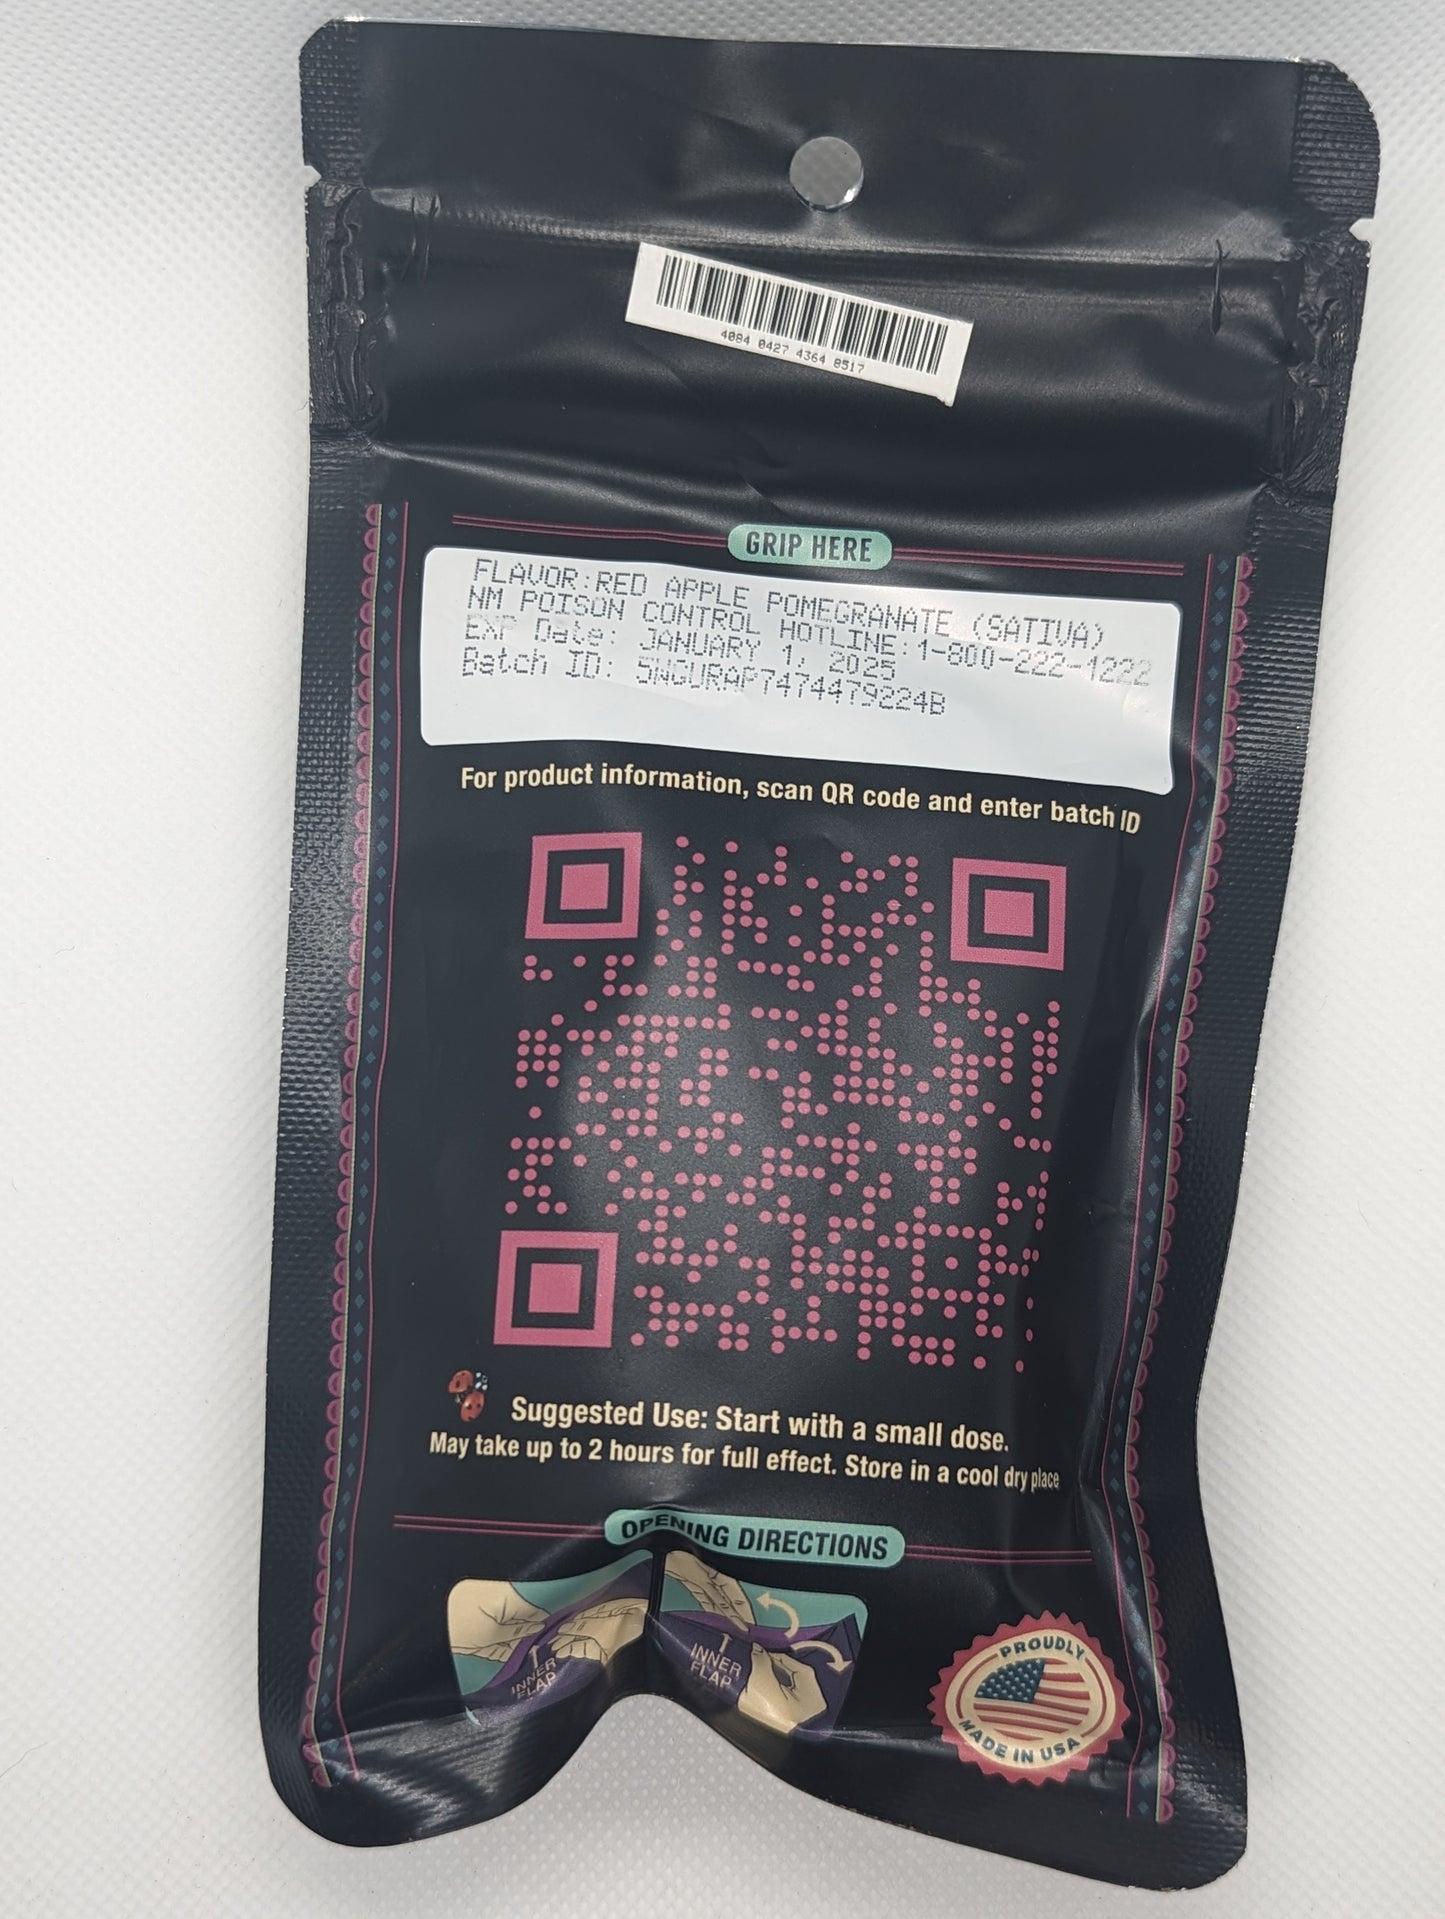 4084 0427 4364 8517
GRIP HERE
FLAVOR:RED APPLE POMEGRANATE (SATIVA)
NM POISON CONTROL HOTLINE:1-800-222-1222
EXP Date: JANUARY 1, 2025
Batch ID: 5WGURAP7474479224B
For product information, scan QR code and enter batch ID
Suggested Use: Start with a small dose.
May take up to 2 hours for full effect. Store in a cool dry place
OPENING DIRECTIONS
INNER
FLAP
INNER
FLAP
PROUDLY
MADE IN USA